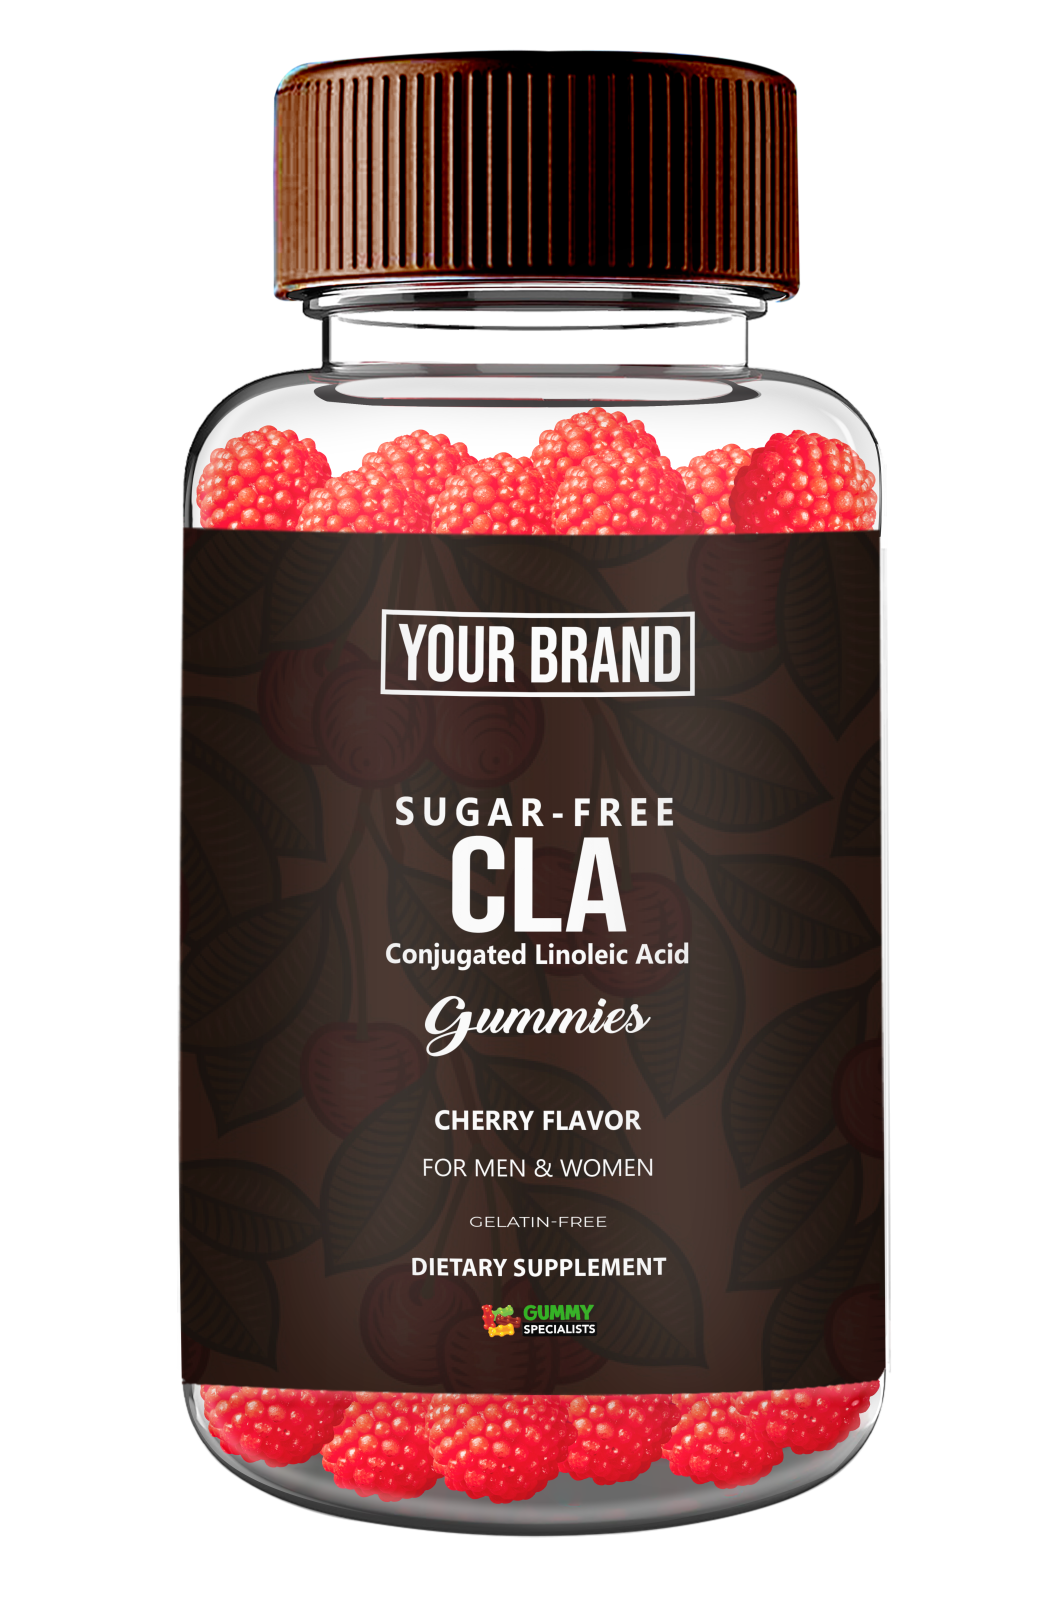 YOUR BRAND
SUGAR-FREE
CLA
Conjugated Linoleic Acid
Gummies
CHERRY FLAVOR
FOR MEN & WOMEN
GELATIN-FREE
DIETARY SUPPLEMENT
GUMMY
SPECIALISTS